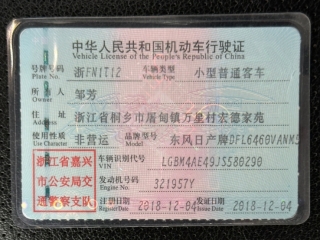 中华人民共和国机动车行驶证
Vehicle License of the People's Republic of China
号牌号码 浙FN1T12 车辆类型 小型普通客车
Plate No. Vehicle Type
所有人 邹芳
Owner
住址 浙江省桐乡市屠甸镇万星村宏德家苑
Address
使用性质 非营运 品牌型号 东风日产牌DFL6460VANM5
Use Character Model
浙江省嘉兴
市公安局交
通警察支队
车辆识别代号 LGBM4AE49JS580290
VIN
发动机号码 321957Y
Engine No.
注册日期 2018-12-04 发证日期 2018-12-04
Register Date Issue Date